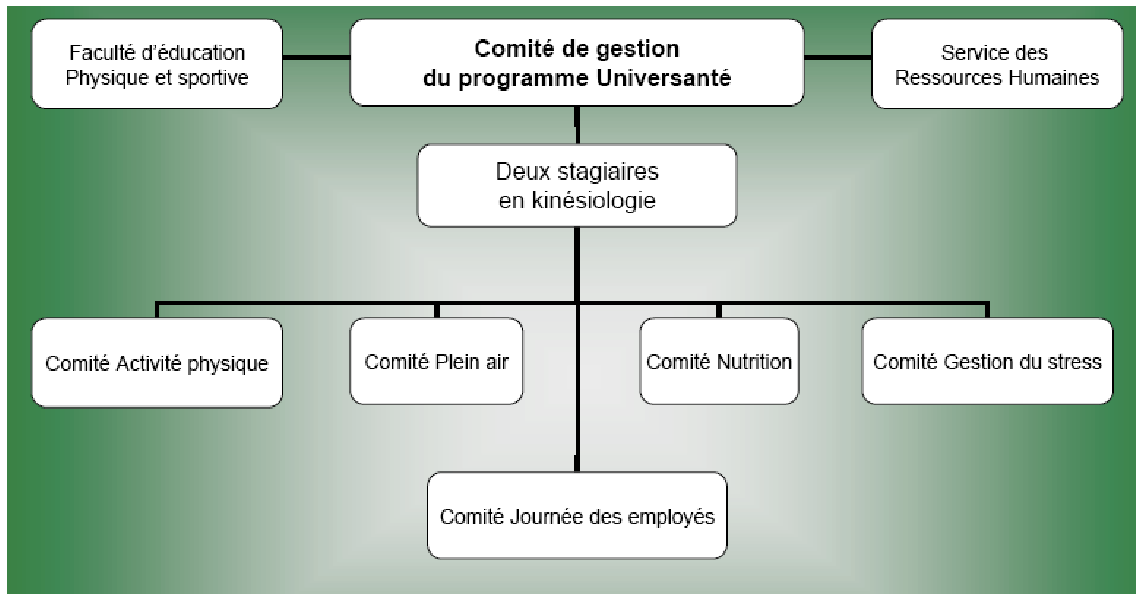 Faculté d'éducation
Physique et sportive
Comité de gestion
du programme Universanté
Service des
Ressources Humaines
Deux stagiaires
en kinésiologie
Comité Activité physique
Comité Plein air
Comité Nutrition
Comité Gestion du stress
Comité Journée des employés